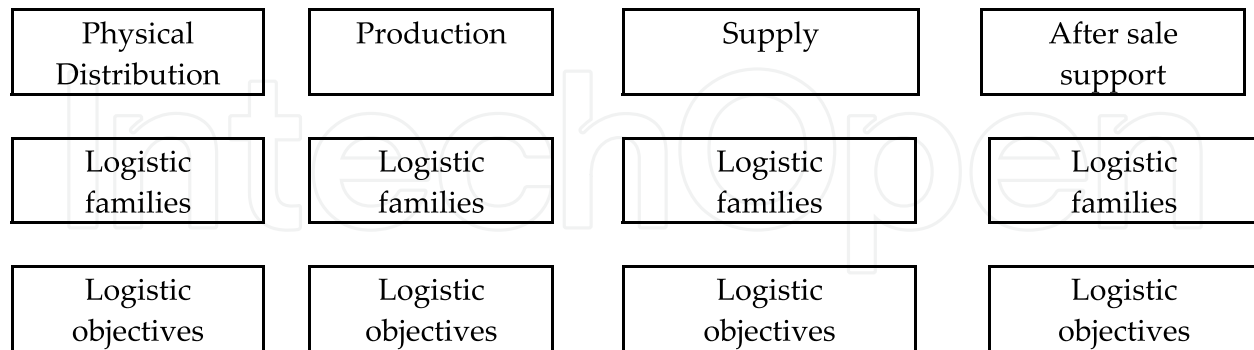 Physical
Distribution
Production
Supply
After sale
support
Logistic
families
Logistic
families
Logistic
families
Logistic
families
Logistic
objectives
Logistic
objectives
Logistic
objectives
Logistic
objectives
IntechOpen